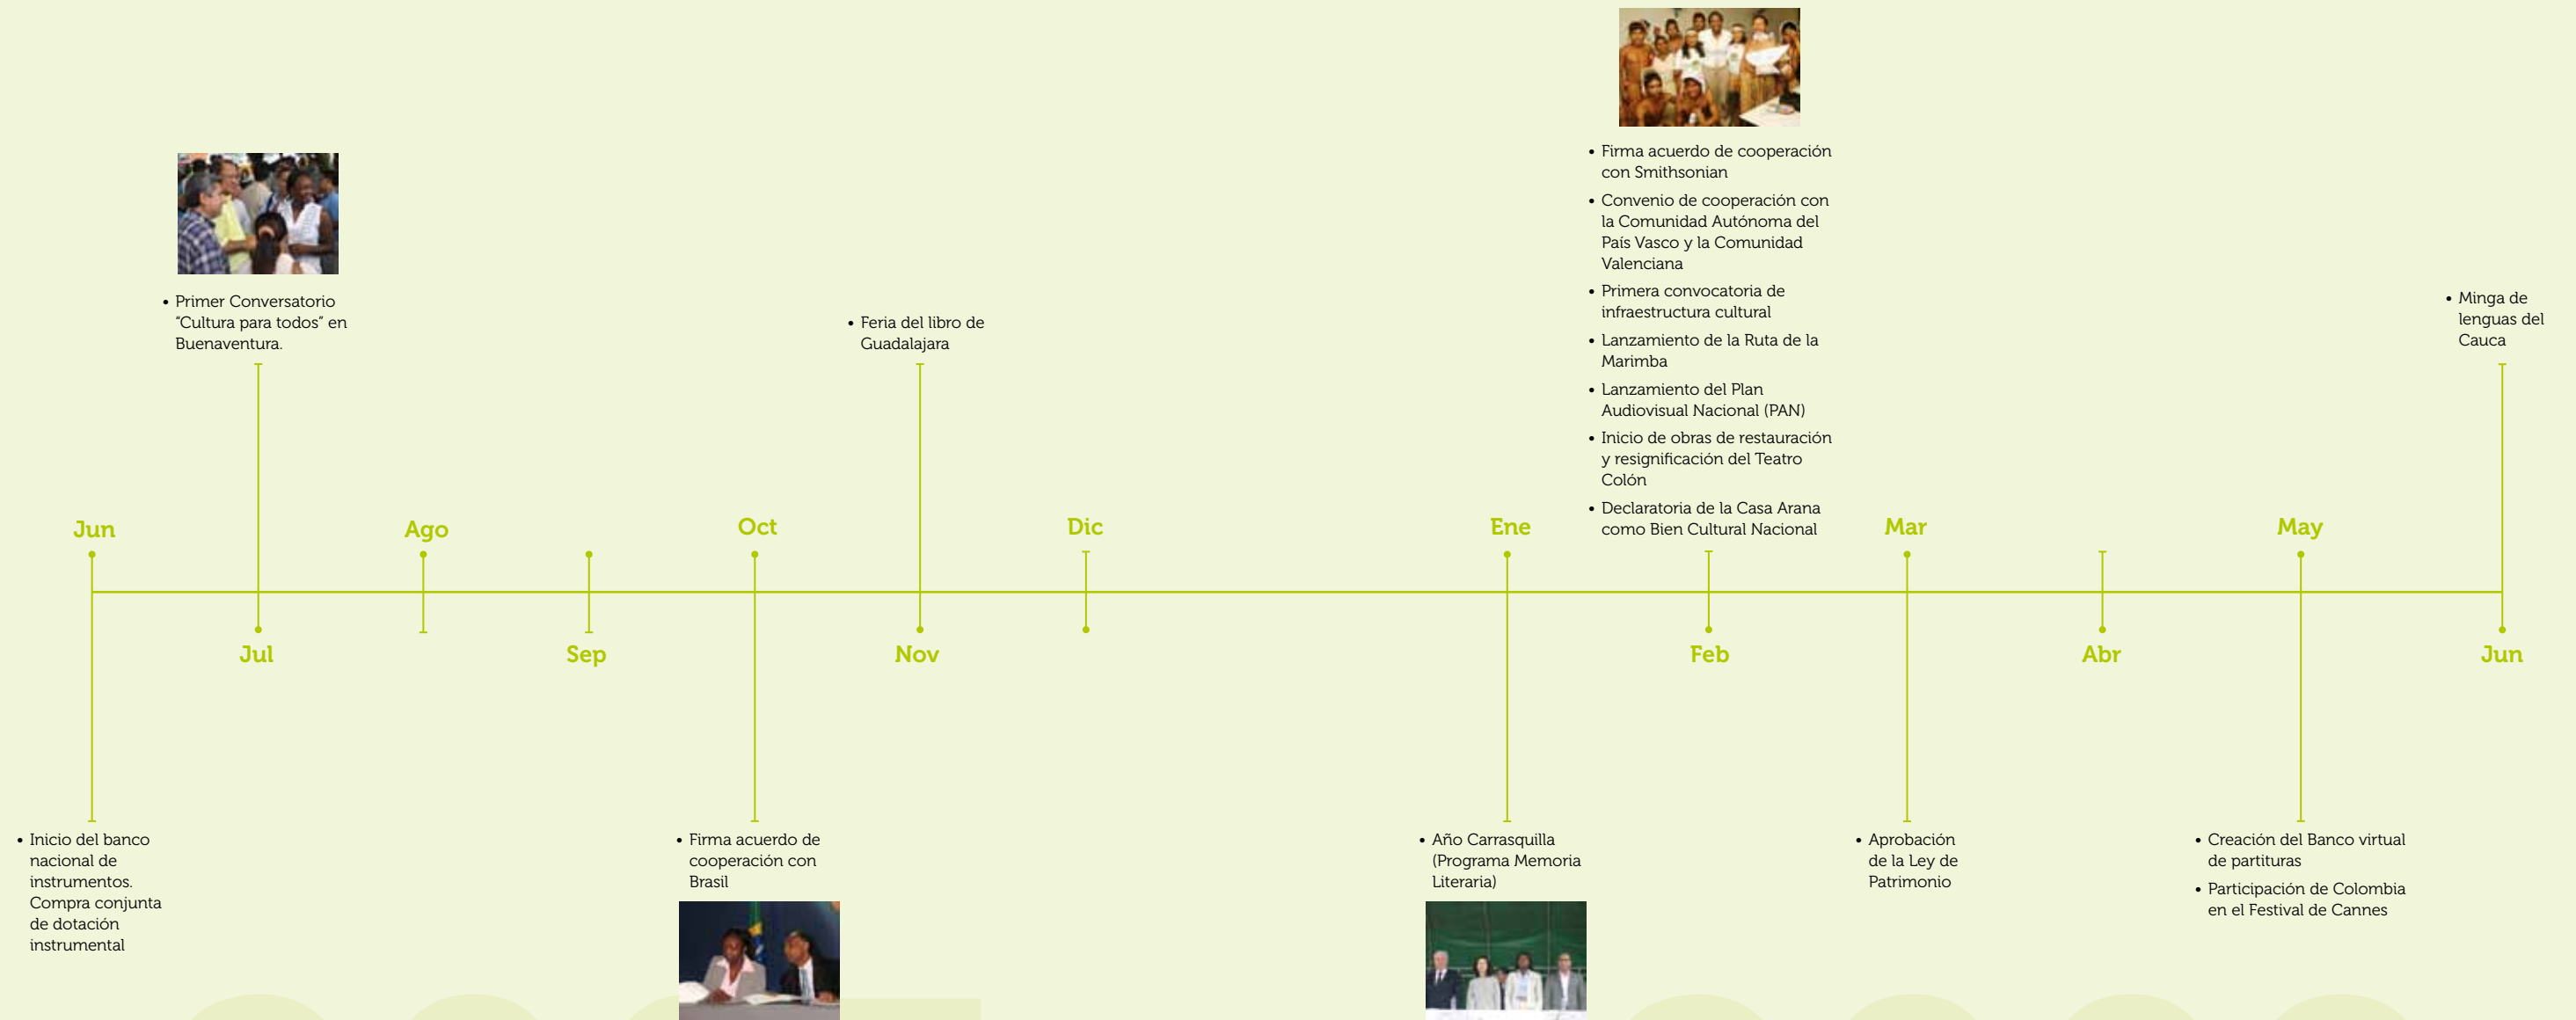 • Firma acuerdo de cooperación
con Smithsonian
• Convenio de cooperación con
la Comunidad Autónoma del
País Vasco y la Comunidad
Valenciana
• Primera convocatoria de
infraestructura cultural
• Lanzamiento de la Ruta de la
Marimba
• Lanzamiento del Plan
Audiovisual Nacional (PAN)
• Inicio de obras de restauración
y resignificación del Teatro
Colón
• Declaratoria de la Casa Arana
como Bien Cultural Nacional
• Primer Conversatorio
“Cultura para todos” en
Buenaventura.
• Feria del libro de
Guadalajara
• Minga de
lenguas del
Cauca
Jun
Ago
Oct
Dic
Ene
Mar
May
Jul
Sep
Nov
Feb
Abr
Jun
• Inicio del banco
nacional de
instrumentos.
Compra conjunta
de dotación
instrumental
• Firma acuerdo de
cooperación con
Brasil
• Año Carrasquilla
(Programa Memoria
Literaria)
• Aprobación
de la Ley de
Patrimonio
• Creación del Banco virtual
de partituras
• Participación de Colombia
en el Festival de Cannes